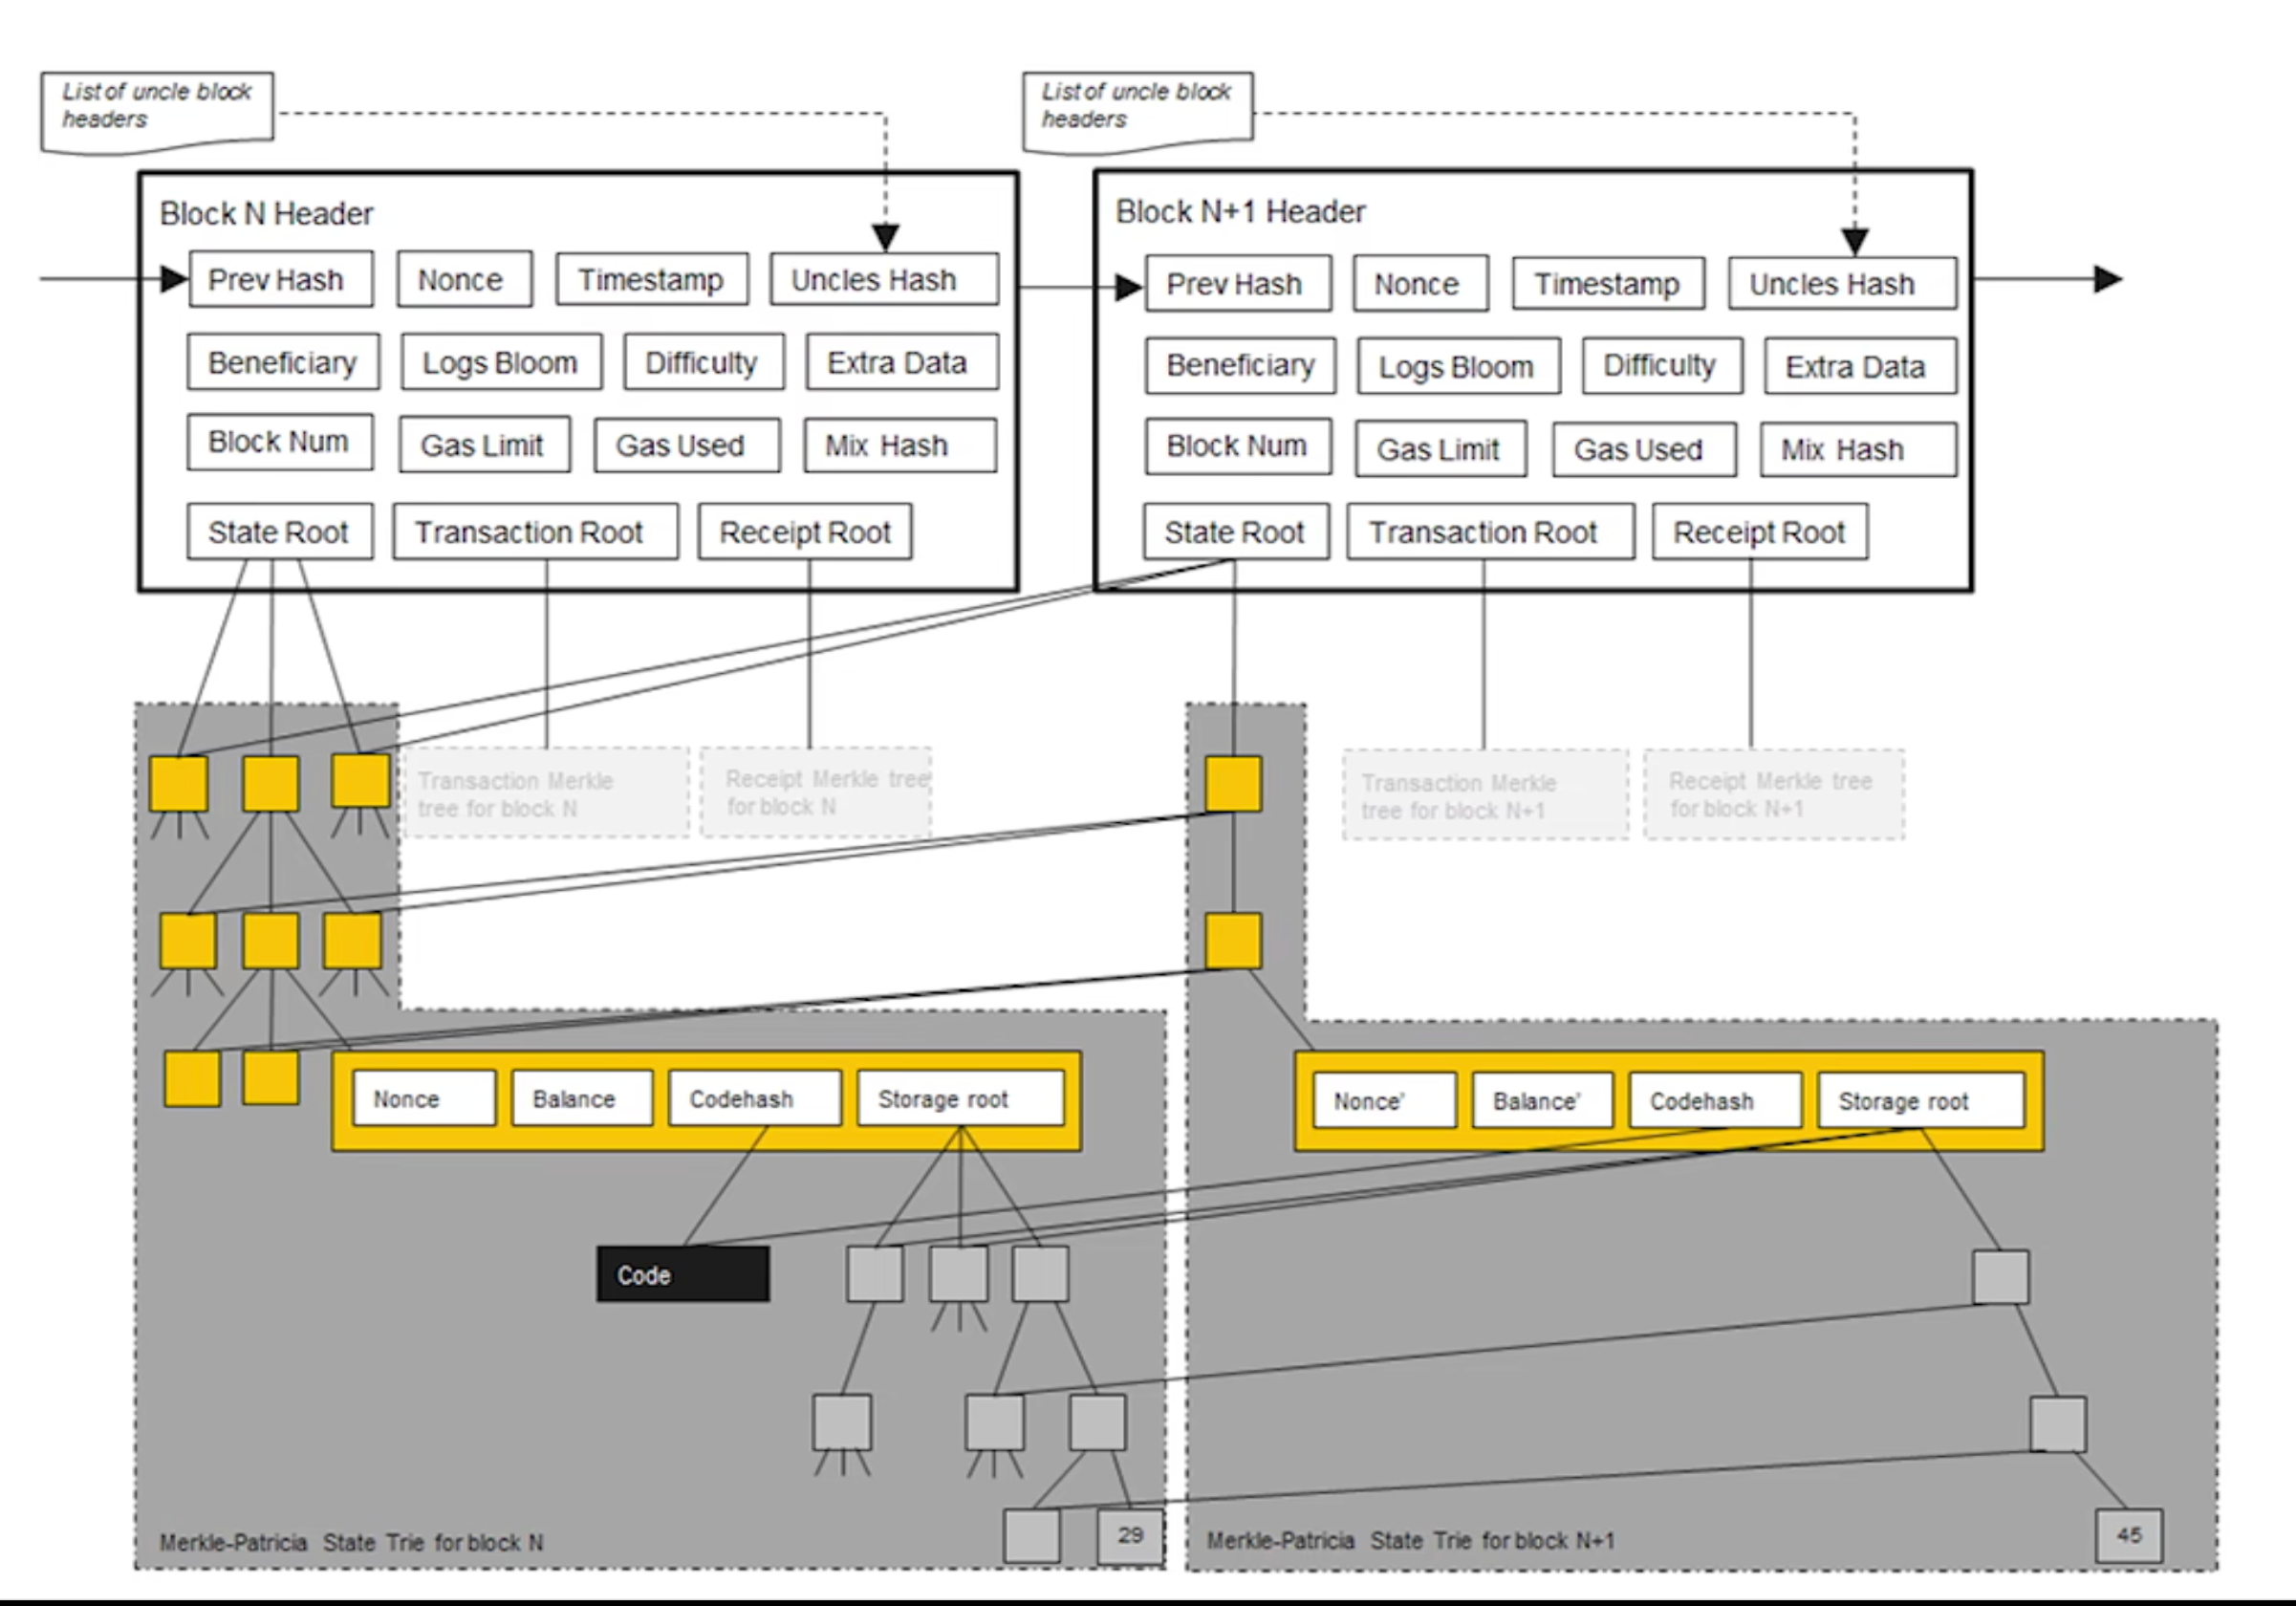 List of uncle block
headers
List of uncle block
headers
Block N Header
Prev Hash
Nonce
Timestamp
Uncles Hash
Beneficiary
Logs Bloom
Difficulty
Extra Data
Block Num
Gas Limit
Gas Used
Mix Hash
State Root
Transaction Root
Receipt Root
Block N+1 Header
Prev Hash
Nonce
Timestamp
Uncles Hash
Beneficiary
Logs Bloom
Difficulty
Extra Data
Block Num
Gas Limit
Gas Used
Mix Hash
State Root
Transaction Root
Receipt Root
Transaction Merkle
tree for block N
Receipt Merkle tree
for block N
Transaction Merkle
tree for block N+1
Receipt Merkle tree
for block N+1
Nonce
Balance
Codehash
Storage root
Nonce'
Balance'
Codehash
Storage root
Code
29
45
Merkle-Patricia State Trie for block N
Merkle-Patricia State Trie for block N+1